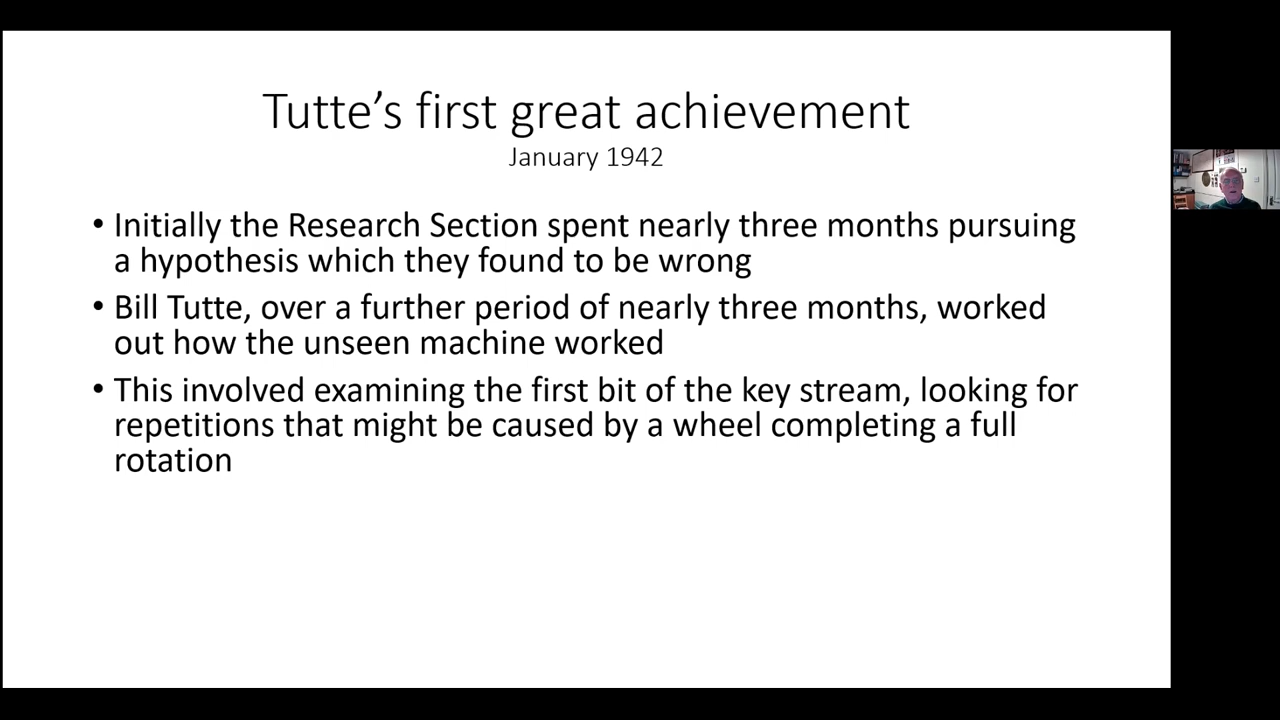 Tutte’s first great achievement
January 1942
• Initially the Research Section spent nearly three months pursuing
a hypothesis which they found to be wrong
• Bill Tutte, over a further period of nearly three months, worked
out how the unseen machine worked
• This involved examining the first bit of the key stream, looking for
repetitions that might be caused by a wheel completing a full
rotation